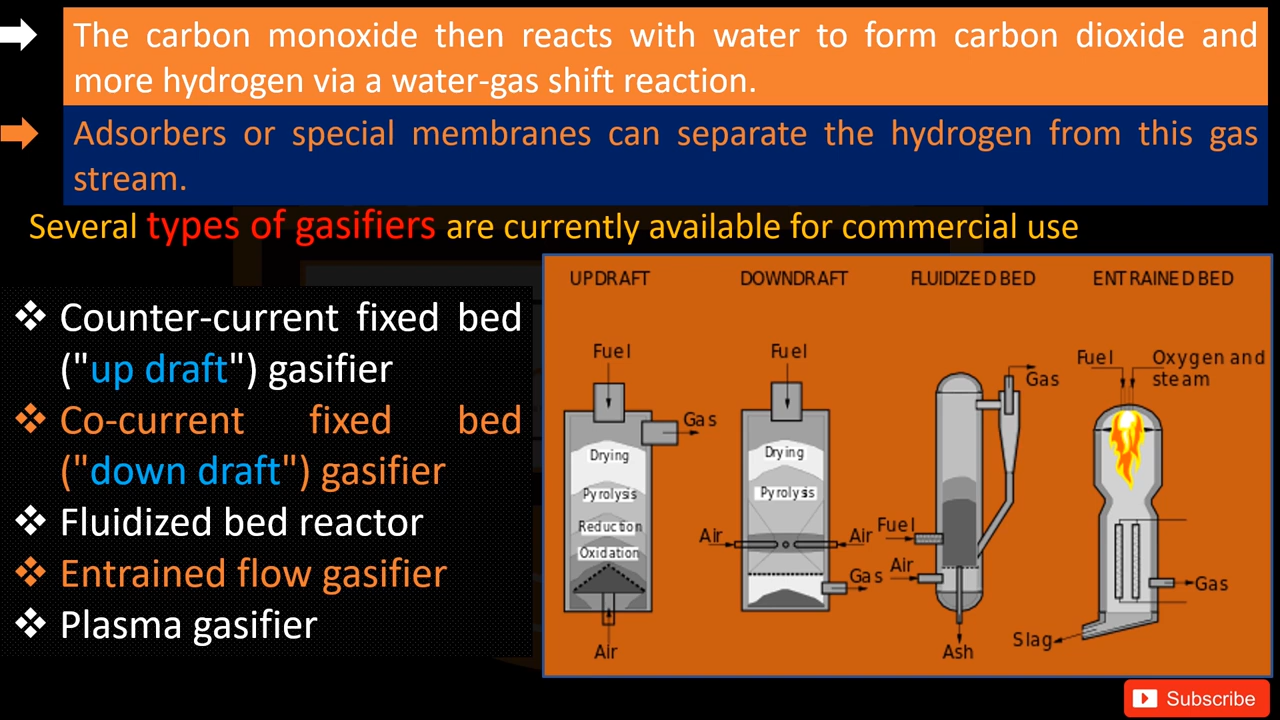 The carbon monoxide then reacts with water to form carbon dioxide and
more hydrogen via a water-gas shift reaction.
Adsorbers or special membranes can separate the hydrogen from this gas
stream.
Several types of gasifiers are currently available for commercial use
Counter-current fixed bed
("up draft") gasifier
Co-current fixed bed
("down draft") gasifier
Fluidized bed reactor
Entrained flow gasifier
Plasma gasifier
UPDRAFT
Fuel
Gas
Drying
Pyrolysis
Reduction
Oxidation
Air
DOWNDRAFT
Fuel
Drying
Pyrolysis
Air
Air
Gas
FLUIDIZED BED
Gas
Fuel
Air
Ash
ENTRAINED BED
Fuel
Oxygen and
steam
Gas
Slag
Subscribe